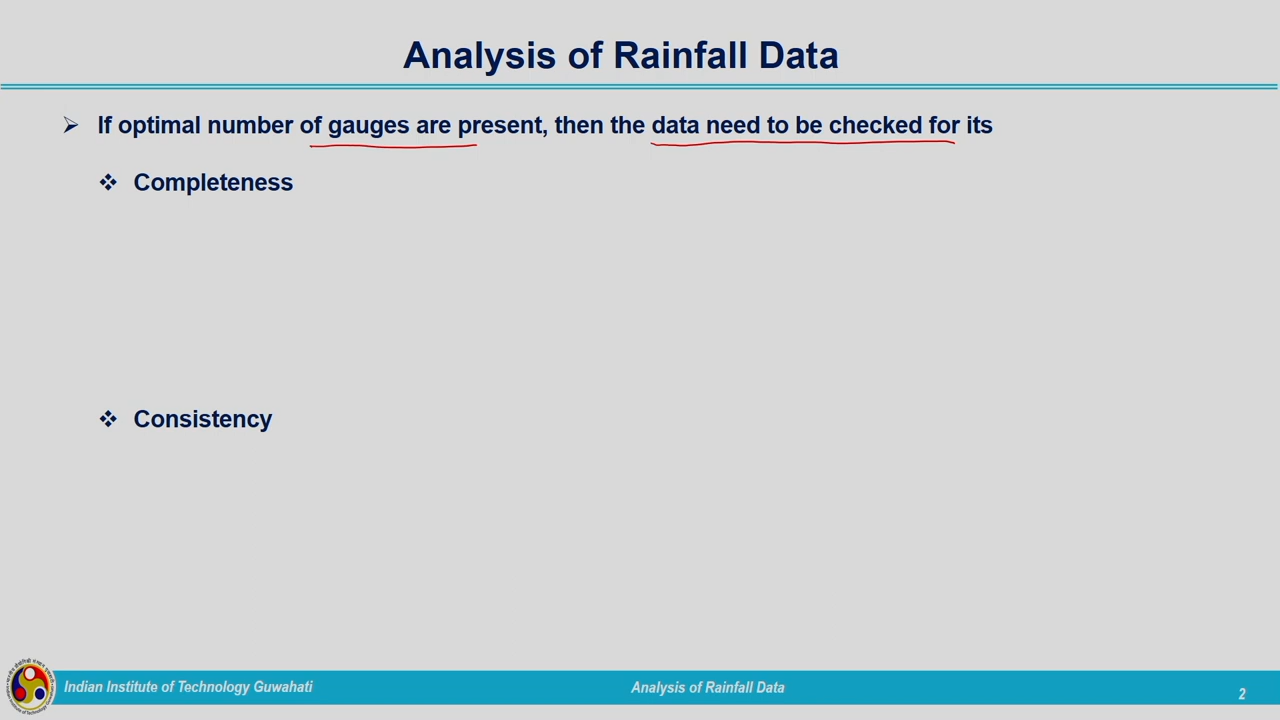 Analysis of Rainfall Data
If optimal number of gauges are present, then the data need to be checked for its
Completeness
Consistency
Indian Institute of Technology Guwahati
Analysis of Rainfall Data
2